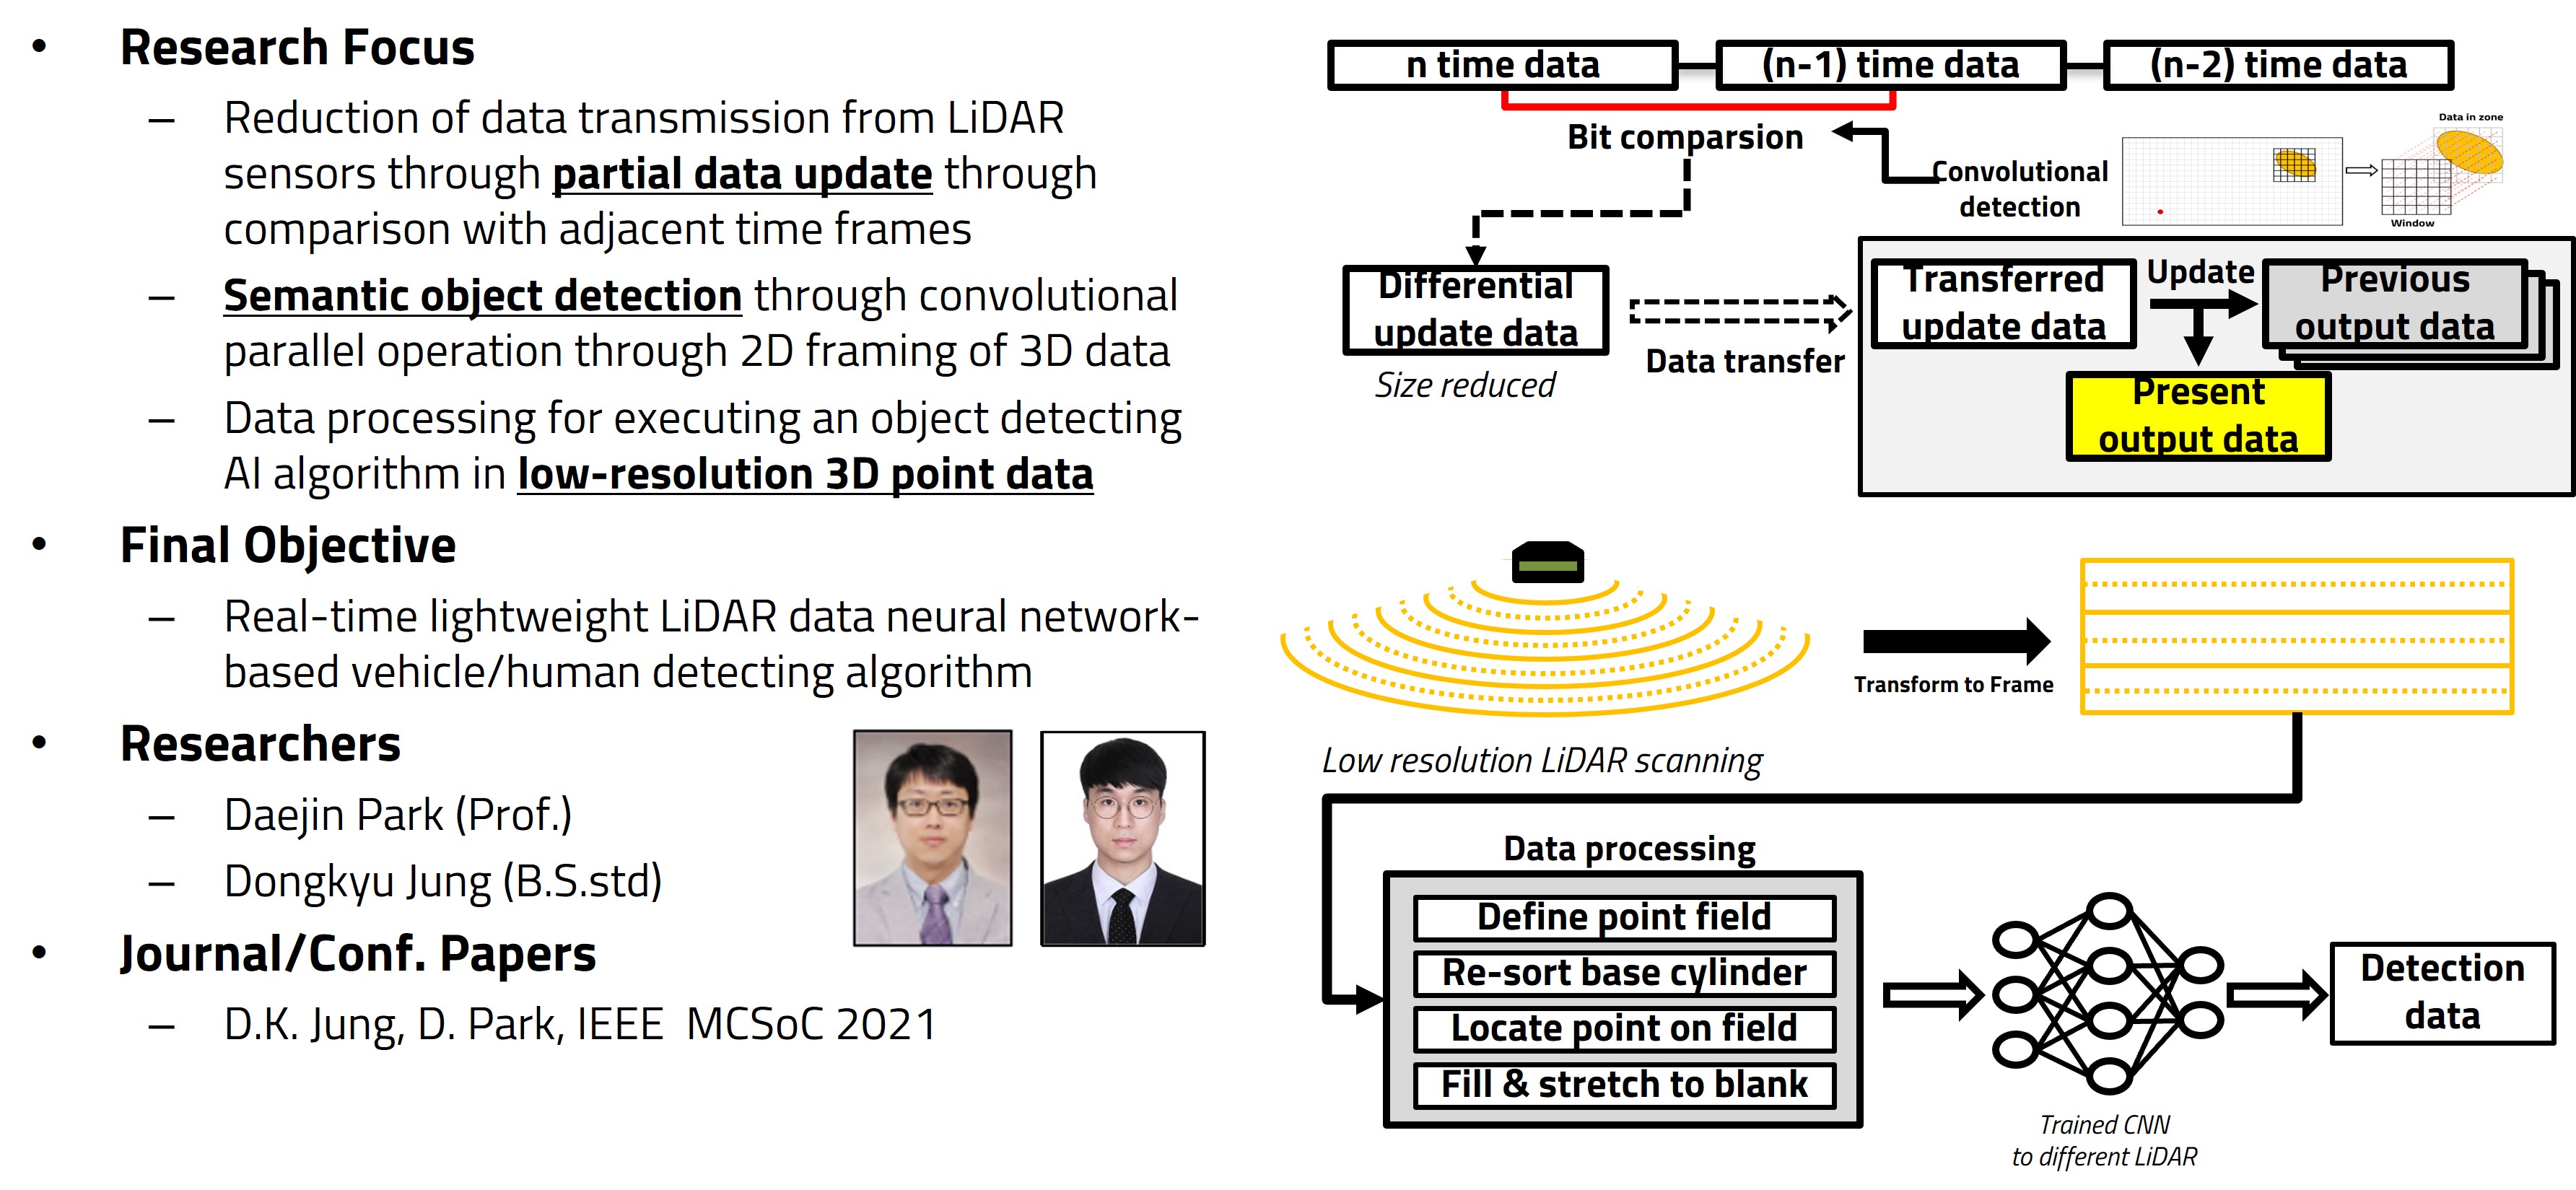 • Research Focus
– Reduction of data transmission from LiDAR
sensors through partial data update through
comparison with adjacent time frames
– Semantic object detection through convolutional
parallel operation through 2D framing of 3D data
– Data processing for executing an object detecting
AI algorithm in low-resolution 3D point data
• Final Objective
– Real-time lightweight LiDAR data neural network-
based vehicle/human detecting algorithm
• Researchers
– Daejin Park (Prof.)
– Dongkyu Jung (B.S.std)
• Journal/Conf. Papers
– D.K. Jung, D. Park, IEEE  MCSoC 2021
n time data
(n-1) time data
(n-2) time data
Bit comparsion
Convolutional
detection
Data in zone
Window
Differential
update data
Size reduced
Data transfer
Transferred
update data
Update
Previous
output data
Present
output data
Transform to Frame
Low resolution LiDAR scanning
Data processing
Define point field
Re-sort base cylinder
Locate point on field
Fill & stretch to blank
Trained CNN
to different LiDAR
Detection
data